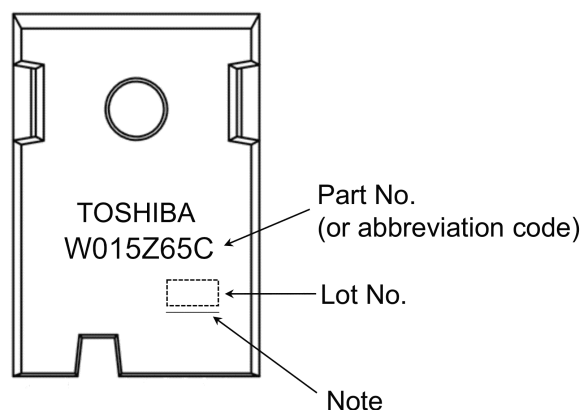 TOSHIBA
W015Z65C
Part No.
(or abbreviation code)
Lot No.
Note